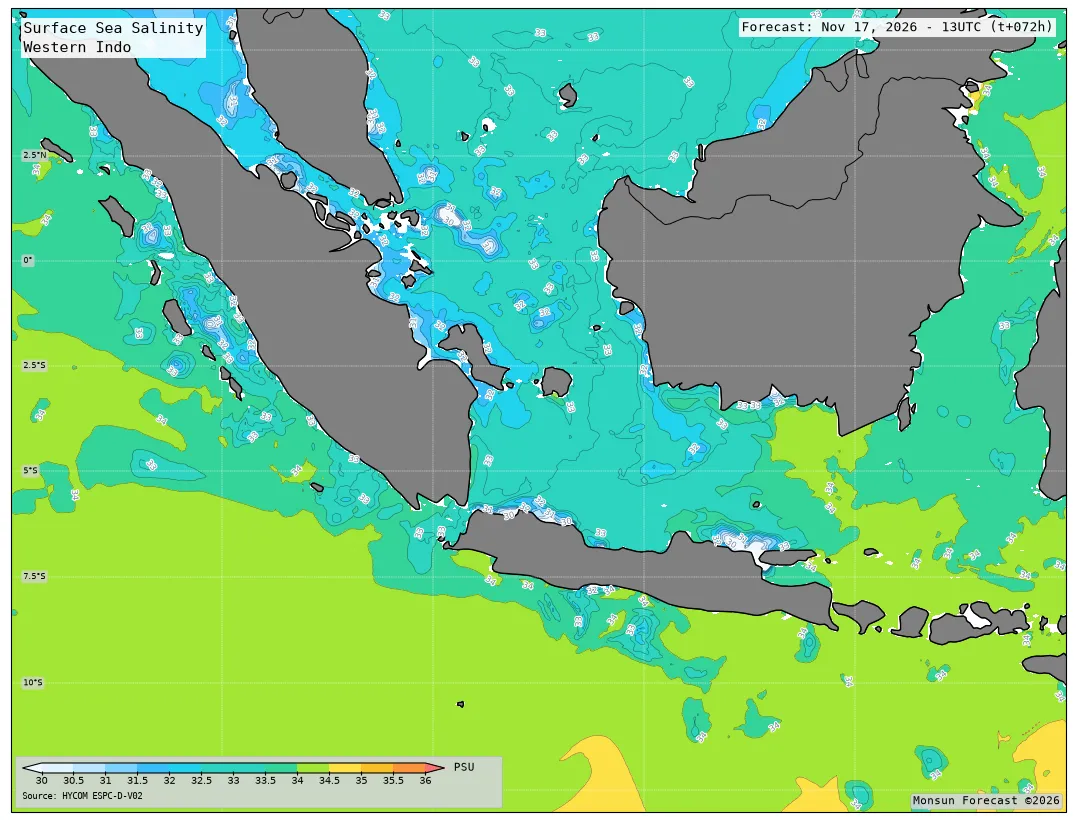 Surface Sea Salinity
Western Indo
Forecast: Nov 17, 2026 - 13UTC (t+072h)
2.5°N
0°
2.5°S
5°S
7.5°S
10°S
PSU
30 30.5 31 31.5 32 32.5 33 33.5 34 34.5 35 35.5 36
Source: HYCOM ESPC-D-V02
Monsun Forecast ©2026